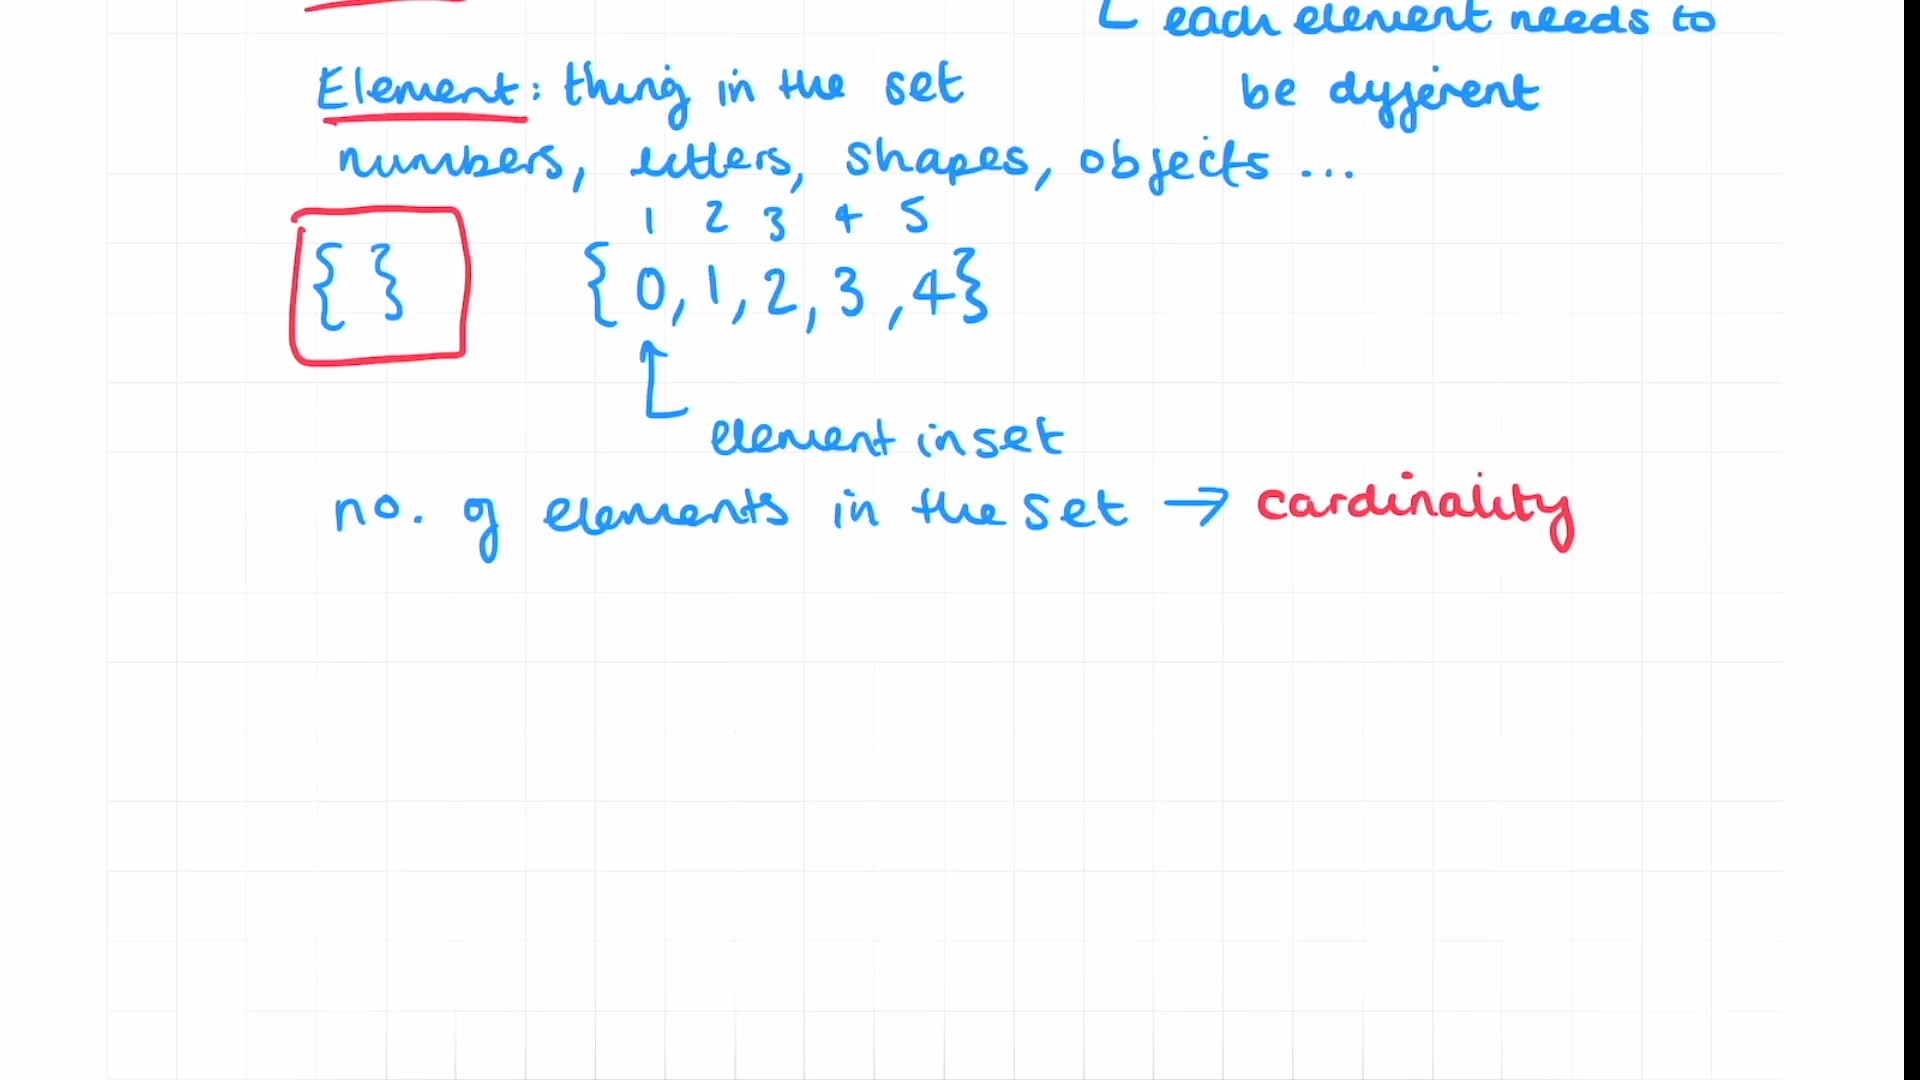 each element needs to
Element: thing in the set
be different
numbers, letters, shapes, objects ...
1 2 3 4 5
{ } {0, 1, 2, 3, 4}
element in set
no. of elements in the set → cardinality